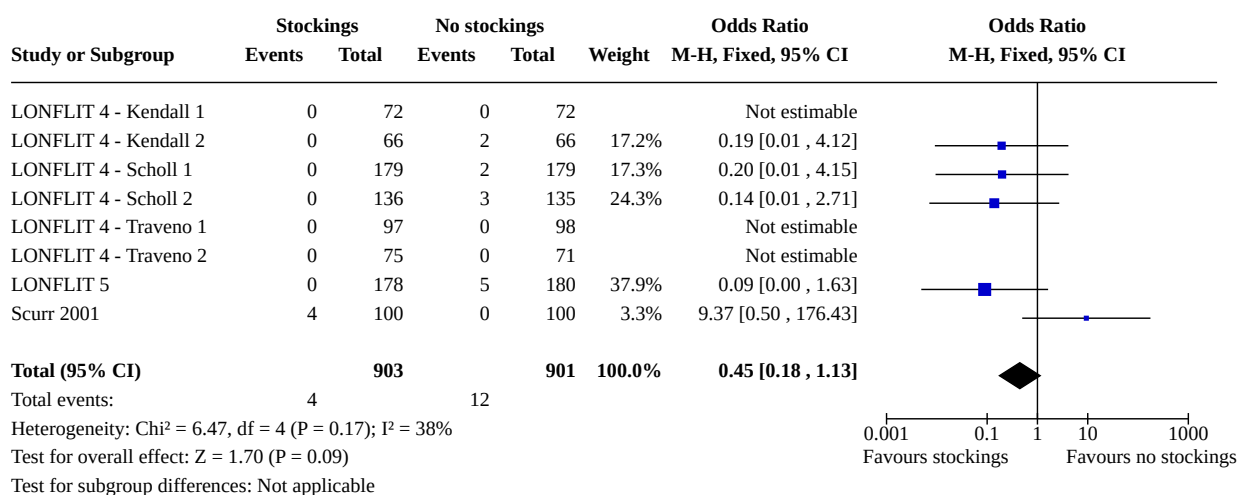 Stockings No stockings Odds Ratio Odds Ratio
Study or Subgroup Events Total Events Total Weight M-H, Fixed, 95% CI M-H, Fixed, 95% CI
LONFLIT 4 - Kendall 1 0 72 0 72 Not estimable
LONFLIT 4 - Kendall 2 0 66 2 66 17.2% 0.19 [0.01 , 4.12]
LONFLIT 4 - Scholl 1 0 179 2 179 17.3% 0.20 [0.01 , 4.15]
LONFLIT 4 - Scholl 2 0 136 3 135 24.3% 0.14 [0.01 , 2.71]
LONFLIT 4 - Traveno 1 0 97 0 98 Not estimable
LONFLIT 4 - Traveno 2 0 75 0 71 Not estimable
LONFLIT 5 0 178 5 180 37.9% 0.09 [0.00 , 1.63]
Scurr 2001 4 100 0 100 3.3% 9.37 [0.50 , 176.43]
Total (95% CI) 903 901 100.0% 0.45 [0.18 , 1.13]
Total events: 4 12
Heterogeneity: Chi² = 6.47, df = 4 (P = 0.17); I² = 38%
Test for overall effect: Z = 1.70 (P = 0.09)
Test for subgroup differences: Not applicable
0.001 0.1 1 10 1000
Favours stockings Favours no stockings